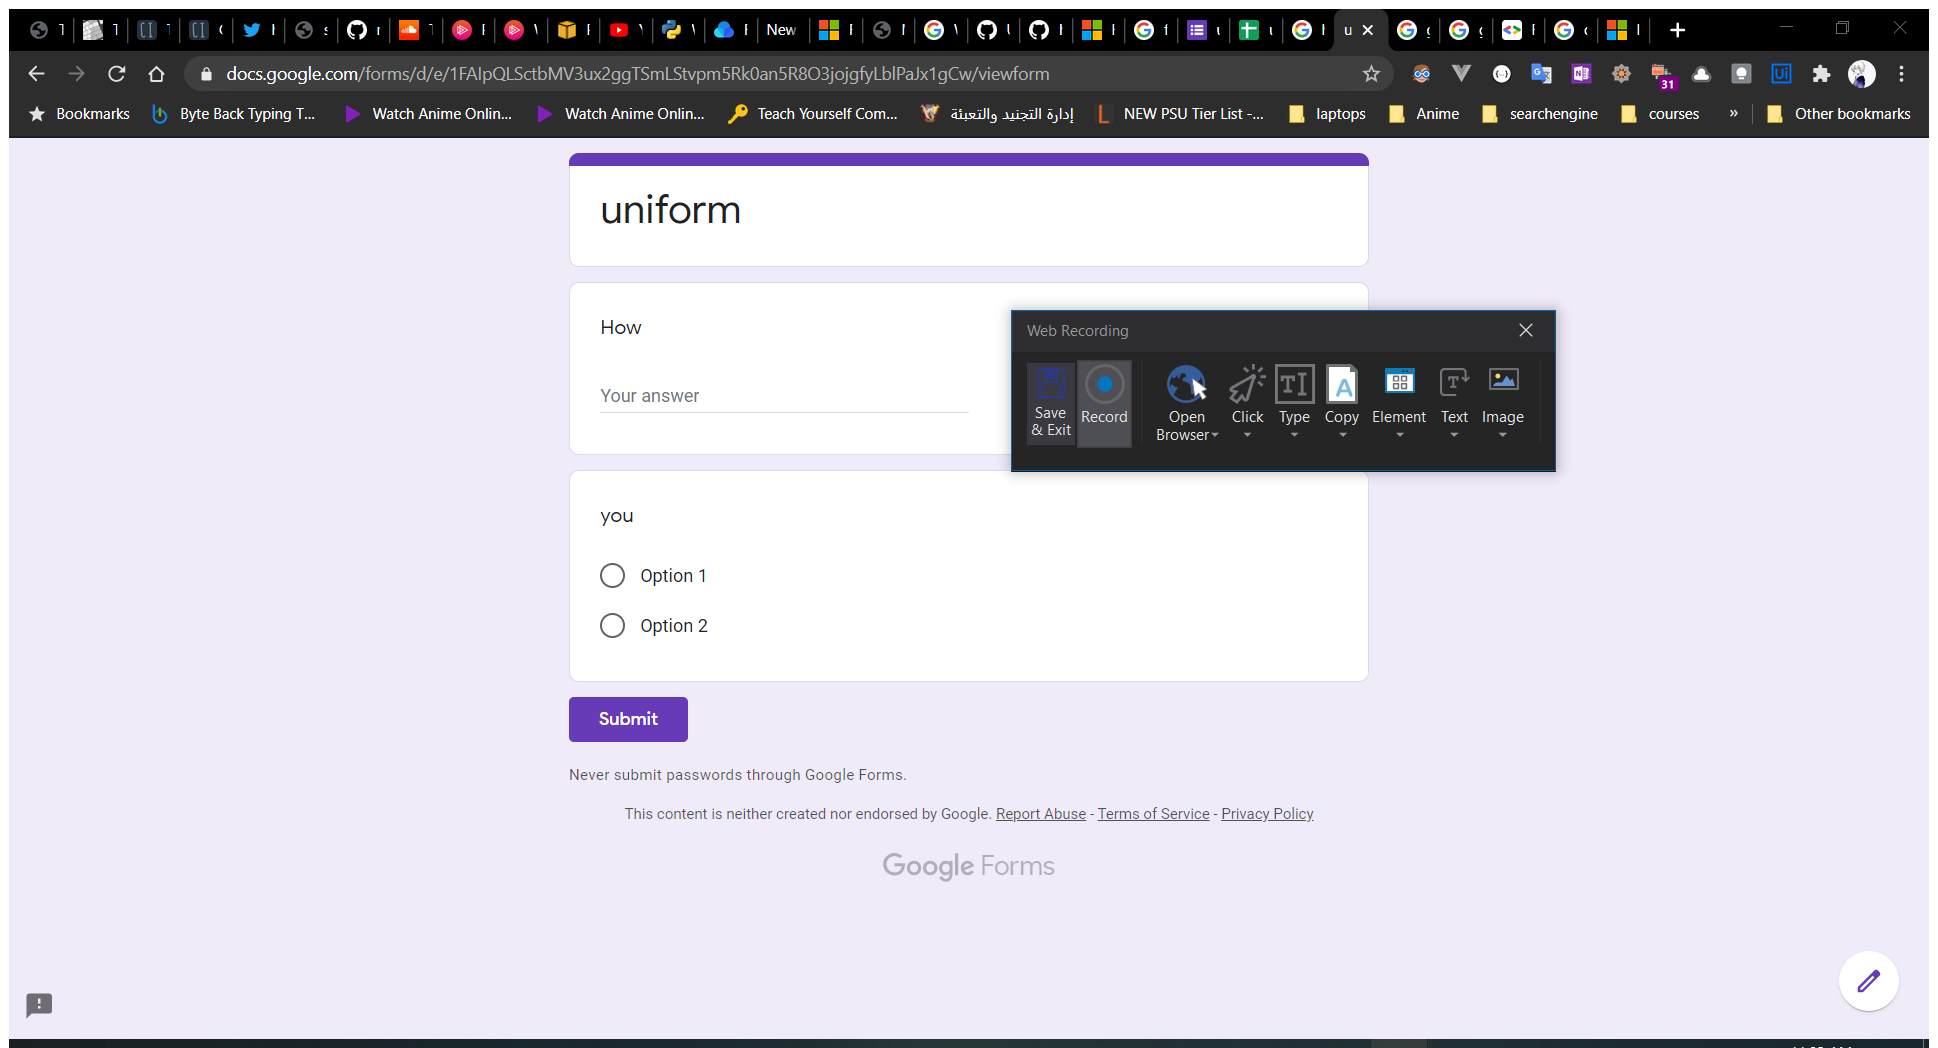 New
u
docs.google.com/forms/d/e/1FAIpQLSctbMV3ux2ggTSmLStvpm5Rk0an5R8O3jojgfyLblPaJx1gCw/viewform
31
Bookmarks
Byte Back Typing T...
Watch Anime Onlin...
Watch Anime Onlin...
Teach Yourself Com...
إدارة التجنيد والتعبئة
NEW PSU Tier List -...
laptops
Anime
searchengine
courses
»
Other bookmarks
uniform
How
Your answer
Web Recording
Save & Exit
Record
Open Browser
Click
Type
Copy
Element
Text
Image
you
Option 1
Option 2
Submit
Never submit passwords through Google Forms.
This content is neither created nor endorsed by Google. Report Abuse - Terms of Service - Privacy Policy
Google Forms